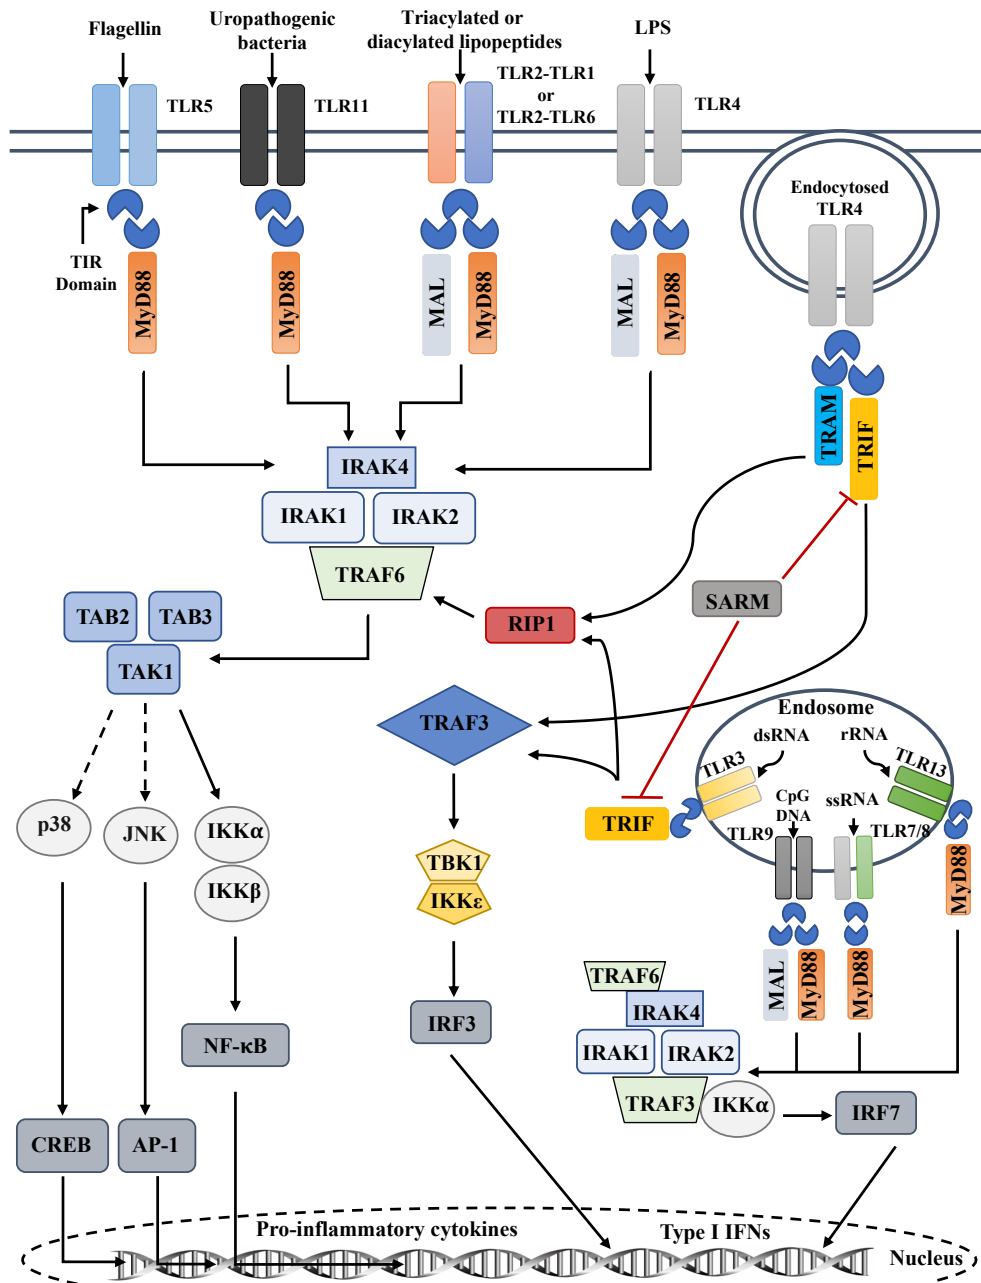 Flagellin
Uropathogenic
bacteria
Triacylated or
diacylated lipopeptides
LPS
TLR5
TLR11
TLR2-TLR1
or
TLR2-TLR6
TLR4
Endocytosed
TLR4
TIR
Domain
MyD88
MyD88
MAL
MyD88
MAL
MyD88
TRAM
TRIF
IRAK4
IRAK1
IRAK2
TRAF6
TAB2
TAB3
TAK1
RIP1
SARM
TRAF3
Endosome
dsRNA
rRNA
TLR3
TLR13
CpG
DNA
ssRNA
TLR9
TLR7/8
TRIF
MyD88
p38
JNK
IKKα
IKKβ
TBK1
IKKε
MAL
MyD88
MyD88
TRAF6
IRAK4
IRAK1
IRAK2
TRAF3
IKKα
IRF7
NF-κB
IRF3
CREB
AP-1
Pro-inflammatory cytokines
Type I IFNs
Nucleus